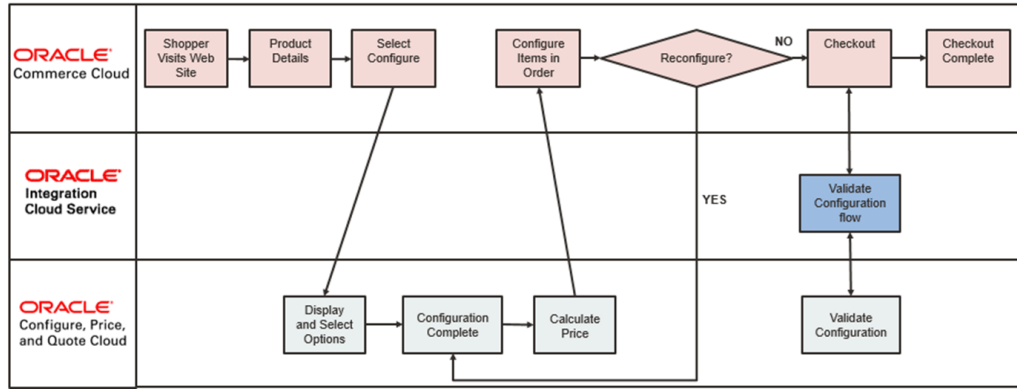 ORACLE®
Commerce Cloud
Shopper
Visits Web
Site
Product
Details
Select
Configure
Configure
Items in
Order
Reconfigure?
NO
Checkout
Checkout
Complete
ORACLE®
Integration
Cloud Service
YES
Validate
Configuration
flow
ORACLE®
Configure, Price,
and Quote Cloud
Display
and Select
Options
Configuration
Complete
Calculate
Price
Validate
Configuration